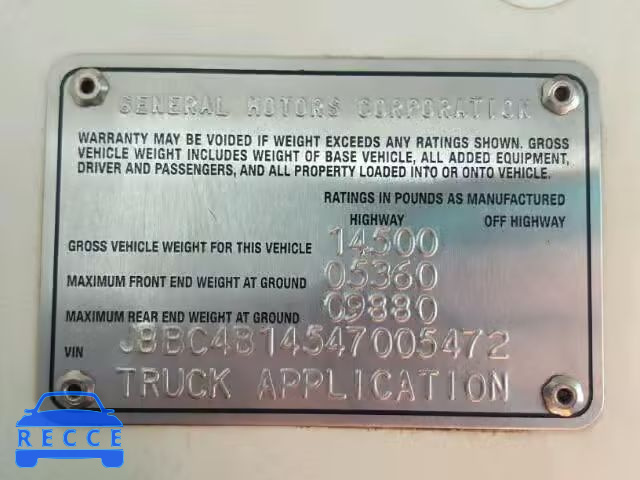 GENERAL MOTORS CORPORATION
WARRANTY MAY BE VOIDED IF WEIGHT EXCEEDS ANY RATINGS SHOWN. GROSS
VEHICLE WEIGHT INCLUDES WEIGHT OF BASE VEHICLE, ALL ADDED EQUIPMENT,
DRIVER AND PASSENGERS, AND ALL PROPERTY LOADED INTO OR ONTO VEHICLE.
RATINGS IN POUNDS AS MANUFACTURED
HIGHWAY OFF HIGHWAY
GROSS VEHICLE WEIGHT FOR THIS VEHICLE 14500
MAXIMUM FRONT END WEIGHT AT GROUND 05360
MAXIMUM REAR END WEIGHT AT GROUND 09880
VIN J8BC4B14547005472
TRUCK APPLICATION
RECCE